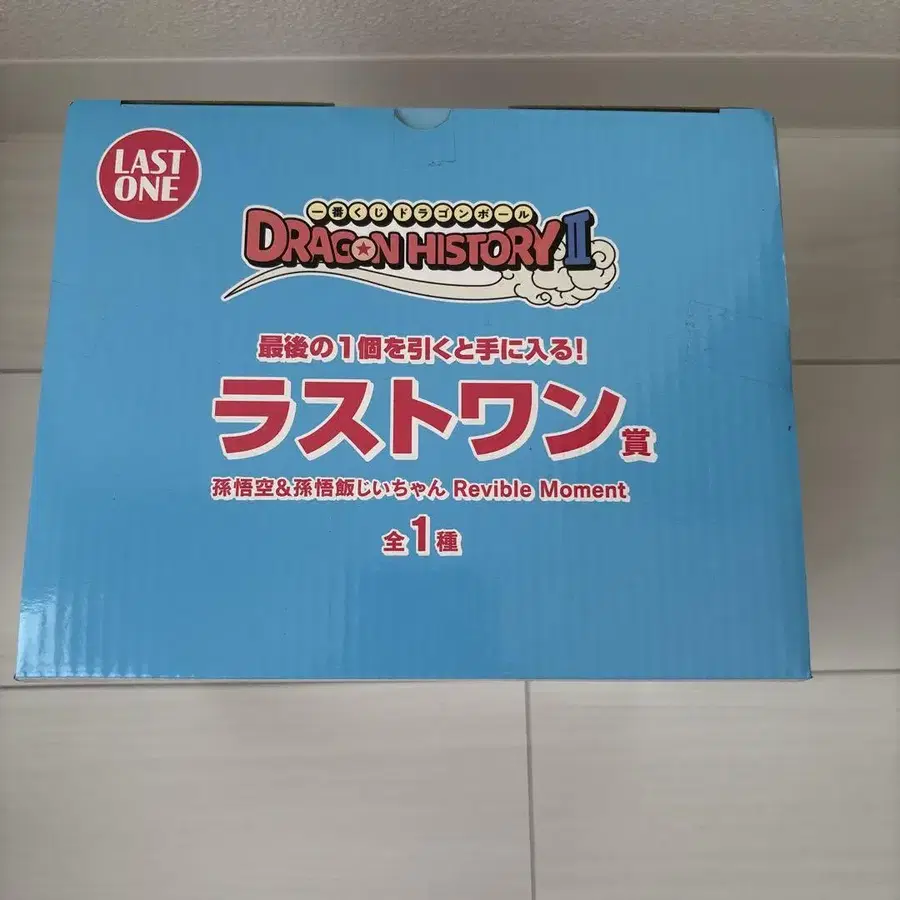 LAST
ONE
一番くじ ドラゴンボール
DRAGON HISTORY II
最後の1個を引くと手に入る!
ラストワン賞
孫悟空&孫悟飯じいちゃん Revible Moment
全1種